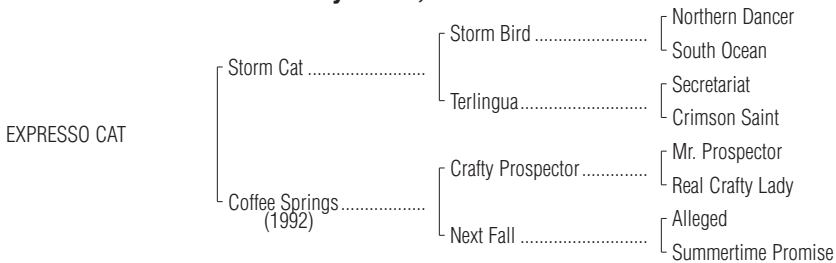 Northern Dancer
Storm Bird ..............................
South Ocean
Storm Cat .........................
Secretariat
Terlingua...........................
Crimson Saint
EXPRESSO CAT
Mr. Prospector
Crafty Prospector..............
Real Crafty Lady
Coffee Springs..................
(1992)
Alleged
Next Fall ...........................
Summertime Promise